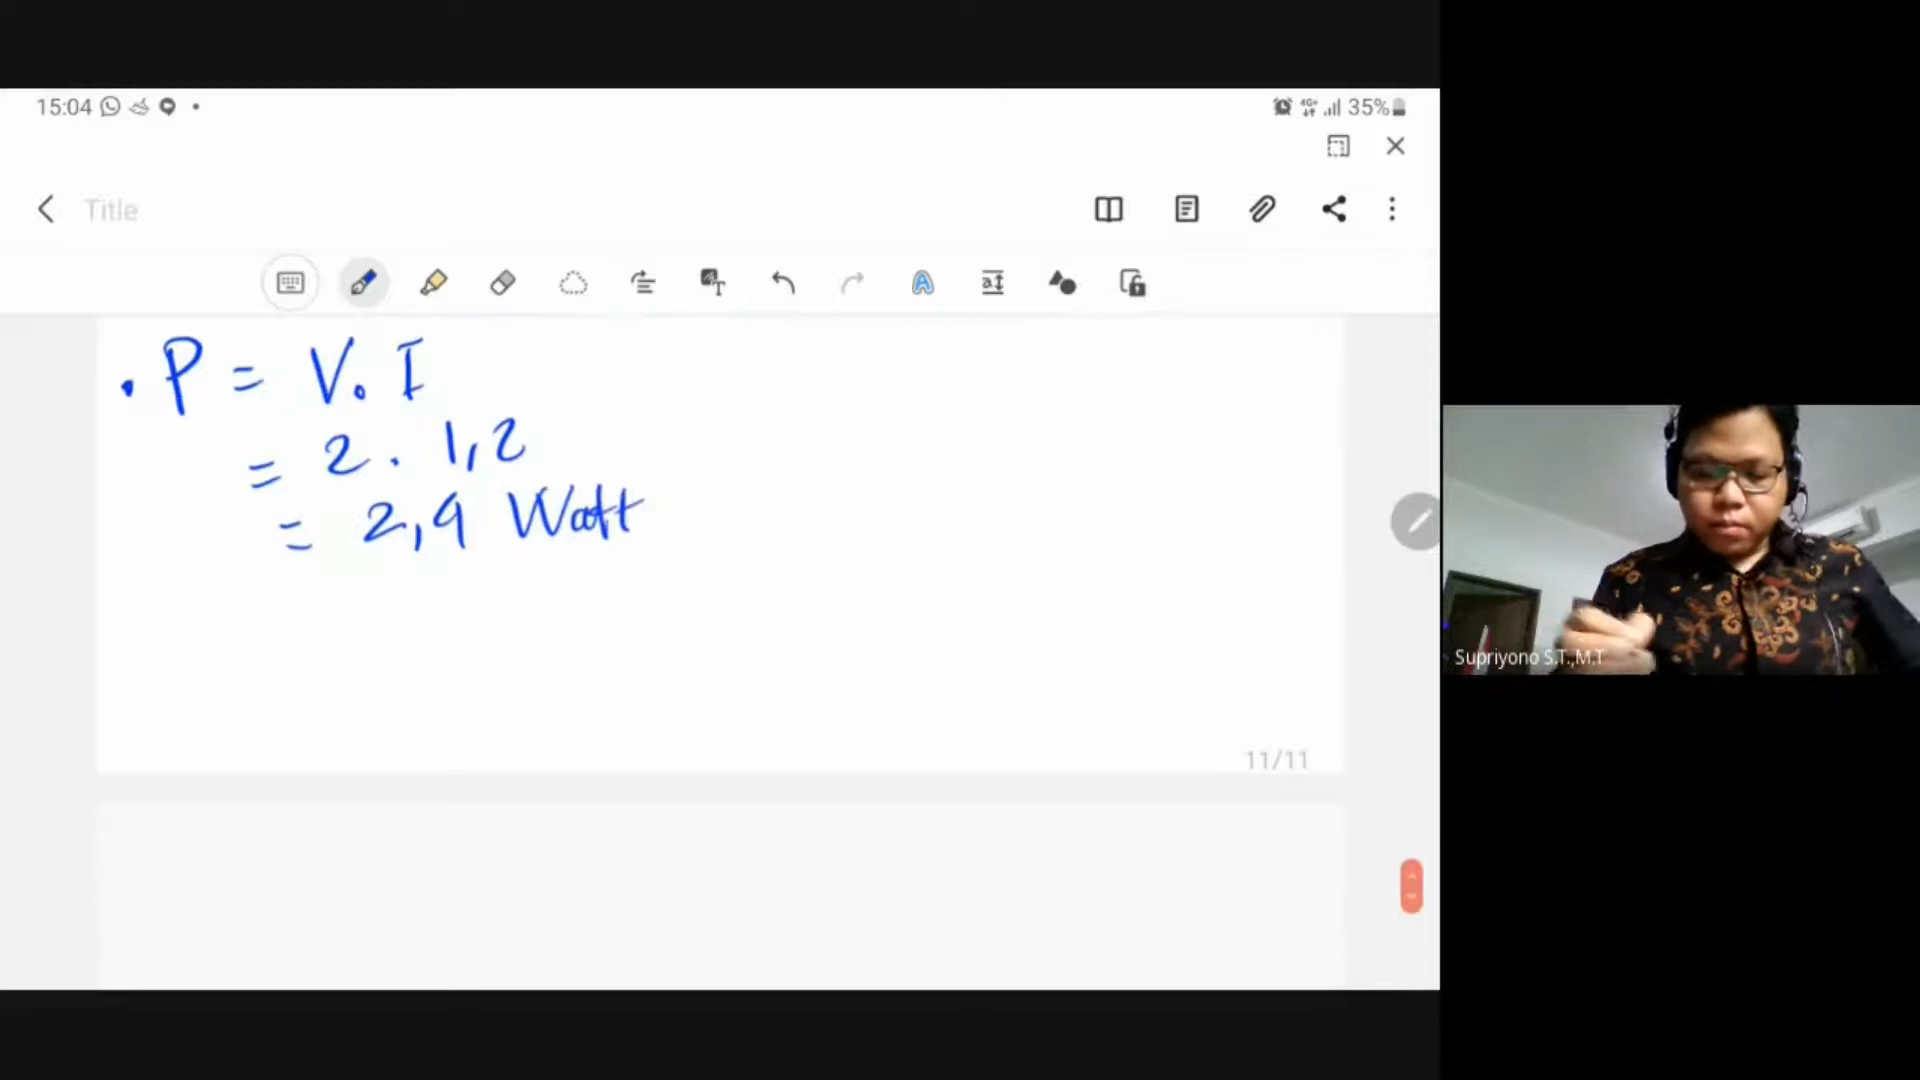 15:04
35%
Title
. P = V. I
= 2 . 1,2
= 2,4 Watt
11/11
Supriyono S.T.,M.T